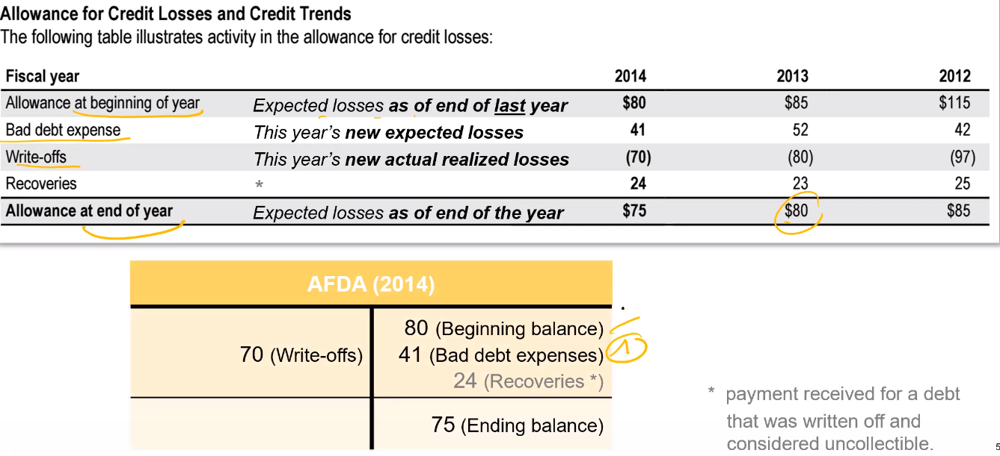 Allowance for Credit Losses and Credit Trends
The following table illustrates activity in the allowance for credit losses:
Fiscal year 2014 2013 2012
Allowance at beginning of year Expected losses as of end of last year $80 $85 $115
Bad debt expense This year's new expected losses 41 52 42
Write-offs This year's new actual realized losses (70) (80) (97)
Recoveries * 24 23 25
Allowance at end of year Expected losses as of end of the year $75 $80 $85
AFDA (2014)
80 (Beginning balance)
70 (Write-offs) 41 (Bad debt expenses) 1
24 (Recoveries *)
75 (Ending balance)
* payment received for a debt
that was written off and
considered uncollectible.
5